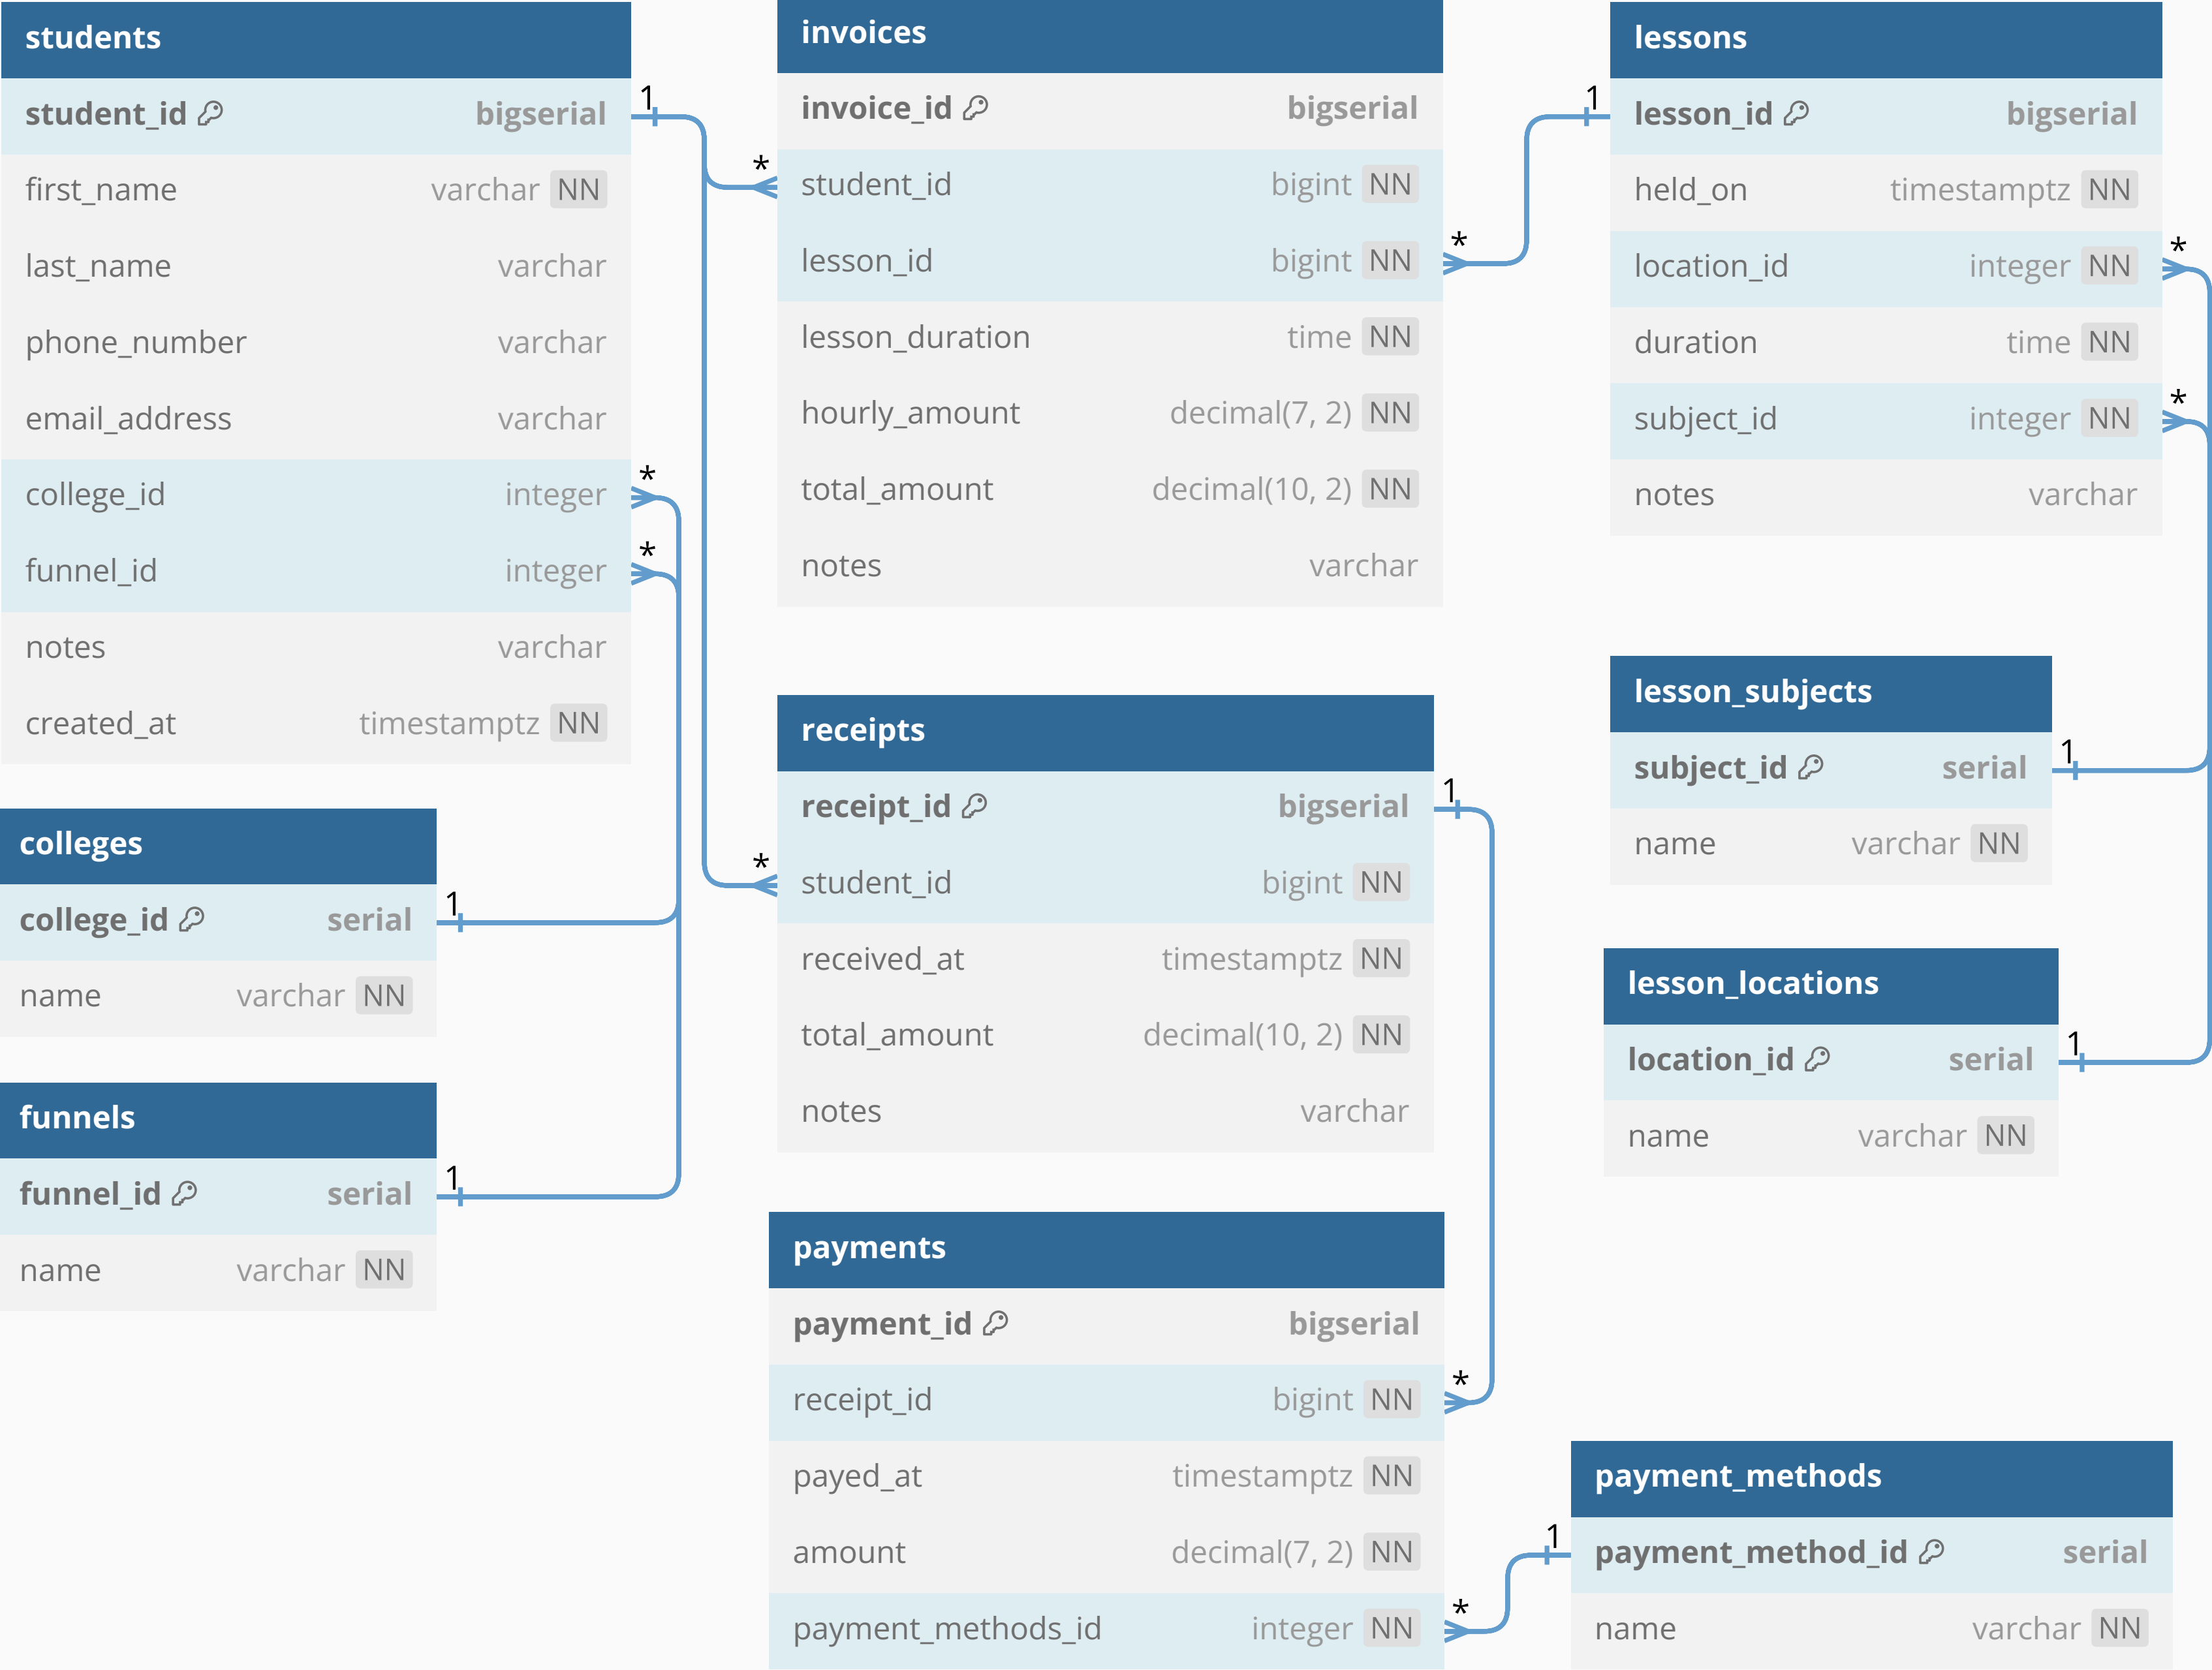 students
student_id bigserial
first_name varchar NN
last_name varchar
phone_number varchar
email_address varchar
college_id integer
funnel_id integer
notes varchar
created_at timestamptz NN
1
*
*
colleges
college_id serial
name varchar NN
1
funnels
funnel_id serial
name varchar NN
1
invoices
invoice_id bigserial
student_id bigint NN
lesson_id bigint NN
lesson_duration time NN
hourly_amount decimal(7, 2) NN
total_amount decimal(10, 2) NN
notes varchar
*
*
receipts
receipt_id bigserial
student_id bigint NN
received_at timestamptz NN
total_amount decimal(10, 2) NN
notes varchar
1
*
payments
payment_id bigserial
receipt_id bigint NN
payed_at timestamptz NN
amount decimal(7, 2) NN
payment_methods_id integer NN
*
*
lessons
lesson_id bigserial
held_on timestamptz NN
location_id integer NN
duration time NN
subject_id integer NN
notes varchar
1
*
*
lesson_subjects
subject_id serial
name varchar NN
1
lesson_locations
location_id serial
name varchar NN
1
payment_methods
payment_method_id serial
name varchar NN
1